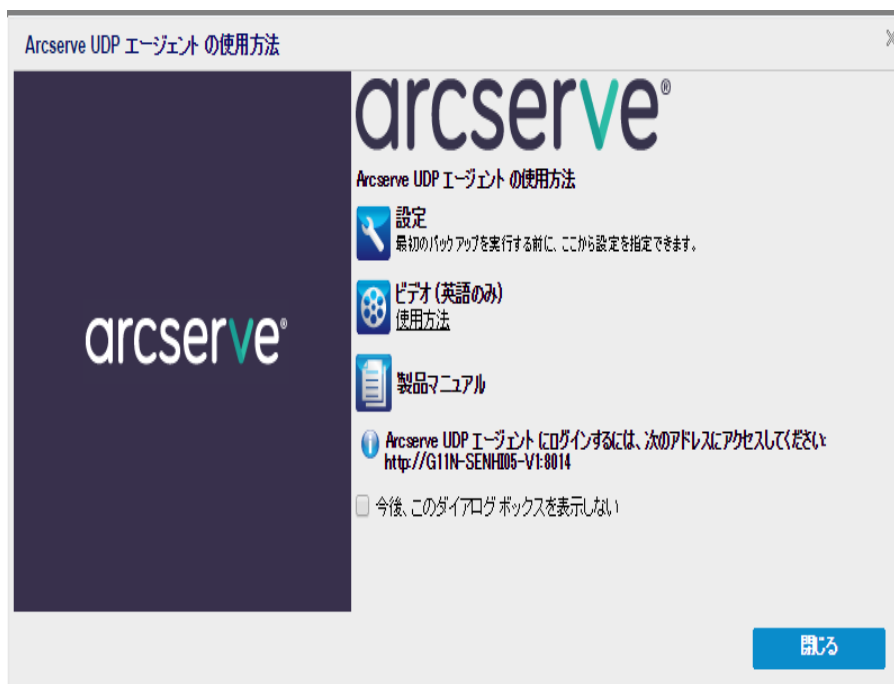 Arcserve UDP エージェント の使用方法
arcserve®
arcserve®
Arcserve UDP エージェント の使用方法
設定
最初のバックアップを実行する前に、ここから設定を指定できます。
ビデオ (英語のみ)
使用方法
製品マニュアル
Arcserve UDP エージェント にログインするには、次のアドレスにアクセスしてください:
http://G11N-SENHI05-V1:8014
今後、このダイアログ ボックスを表示しない
閉じる